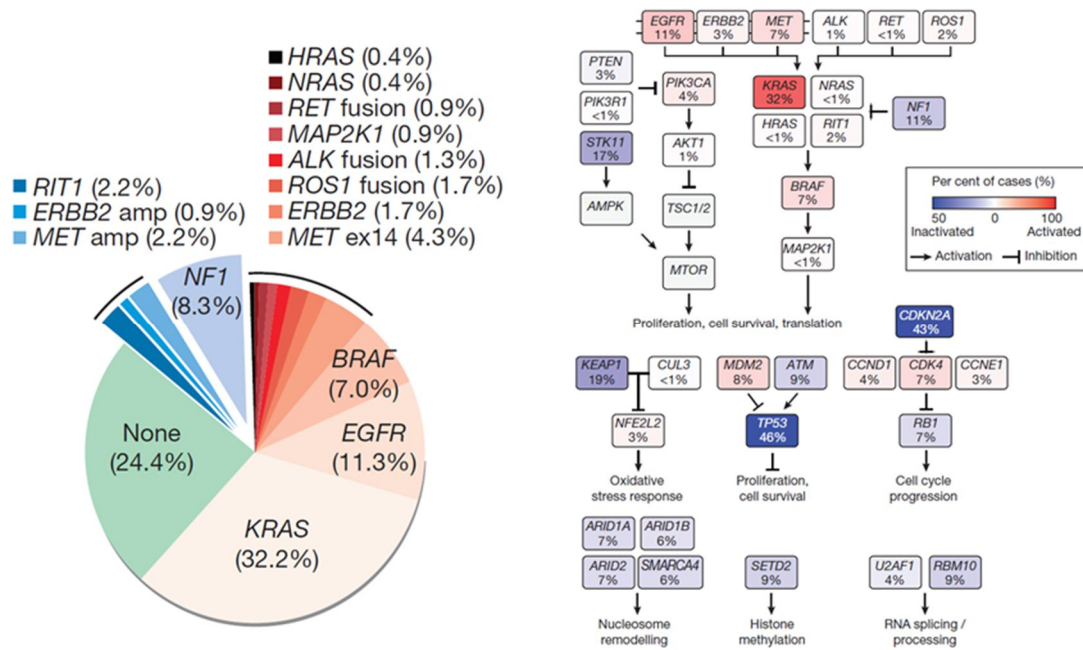 HRAS (0.4%)
NRAS (0.4%)
RET fusion (0.9%)
MAP2K1 (0.9%)
ALK fusion (1.3%)
ROS1 fusion (1.7%)
ERBB2 (1.7%)
MET ex14 (4.3%)
RIT1 (2.2%)
ERBB2 amp (0.9%)
MET amp (2.2%)
NF1
(8.3%)
BRAF
(7.0%)
EGFR
(11.3%)
KRAS
(32.2%)
None
(24.4%)
EGFR
11%
ERBB2
3%
MET
7%
ALK
1%
RET
<1%
ROS1
2%
PTEN
3%
PIK3R1
<1%
STK11
17%
AMPK
PIK3CA
4%
AKT1
1%
TSC1/2
MTOR
KRAS
32%
NRAS
<1%
HRAS
<1%
RIT1
2%
NF1
11%
BRAF
7%
MAP2K1
<1%
Proliferation, cell survival, translation
Per cent of cases (%)
50 0 100
Inactivated Activated
Activation Inhibition
KEAP1
19%
CUL3
<1%
NFE2L2
3%
Oxidative
stress response
MDM2
8%
ATM
9%
TP53
46%
Proliferation,
cell survival
CDKN2A
43%
CCND1
4%
CDK4
7%
CCNE1
3%
RB1
7%
Cell cycle
progression
ARID1A
7%
ARID1B
6%
ARID2
7%
SMARCA4
6%
Nucleosome
remodelling
SETD2
9%
Histone
methylation
U2AF1
4%
RBM10
9%
RNA splicing /
processing